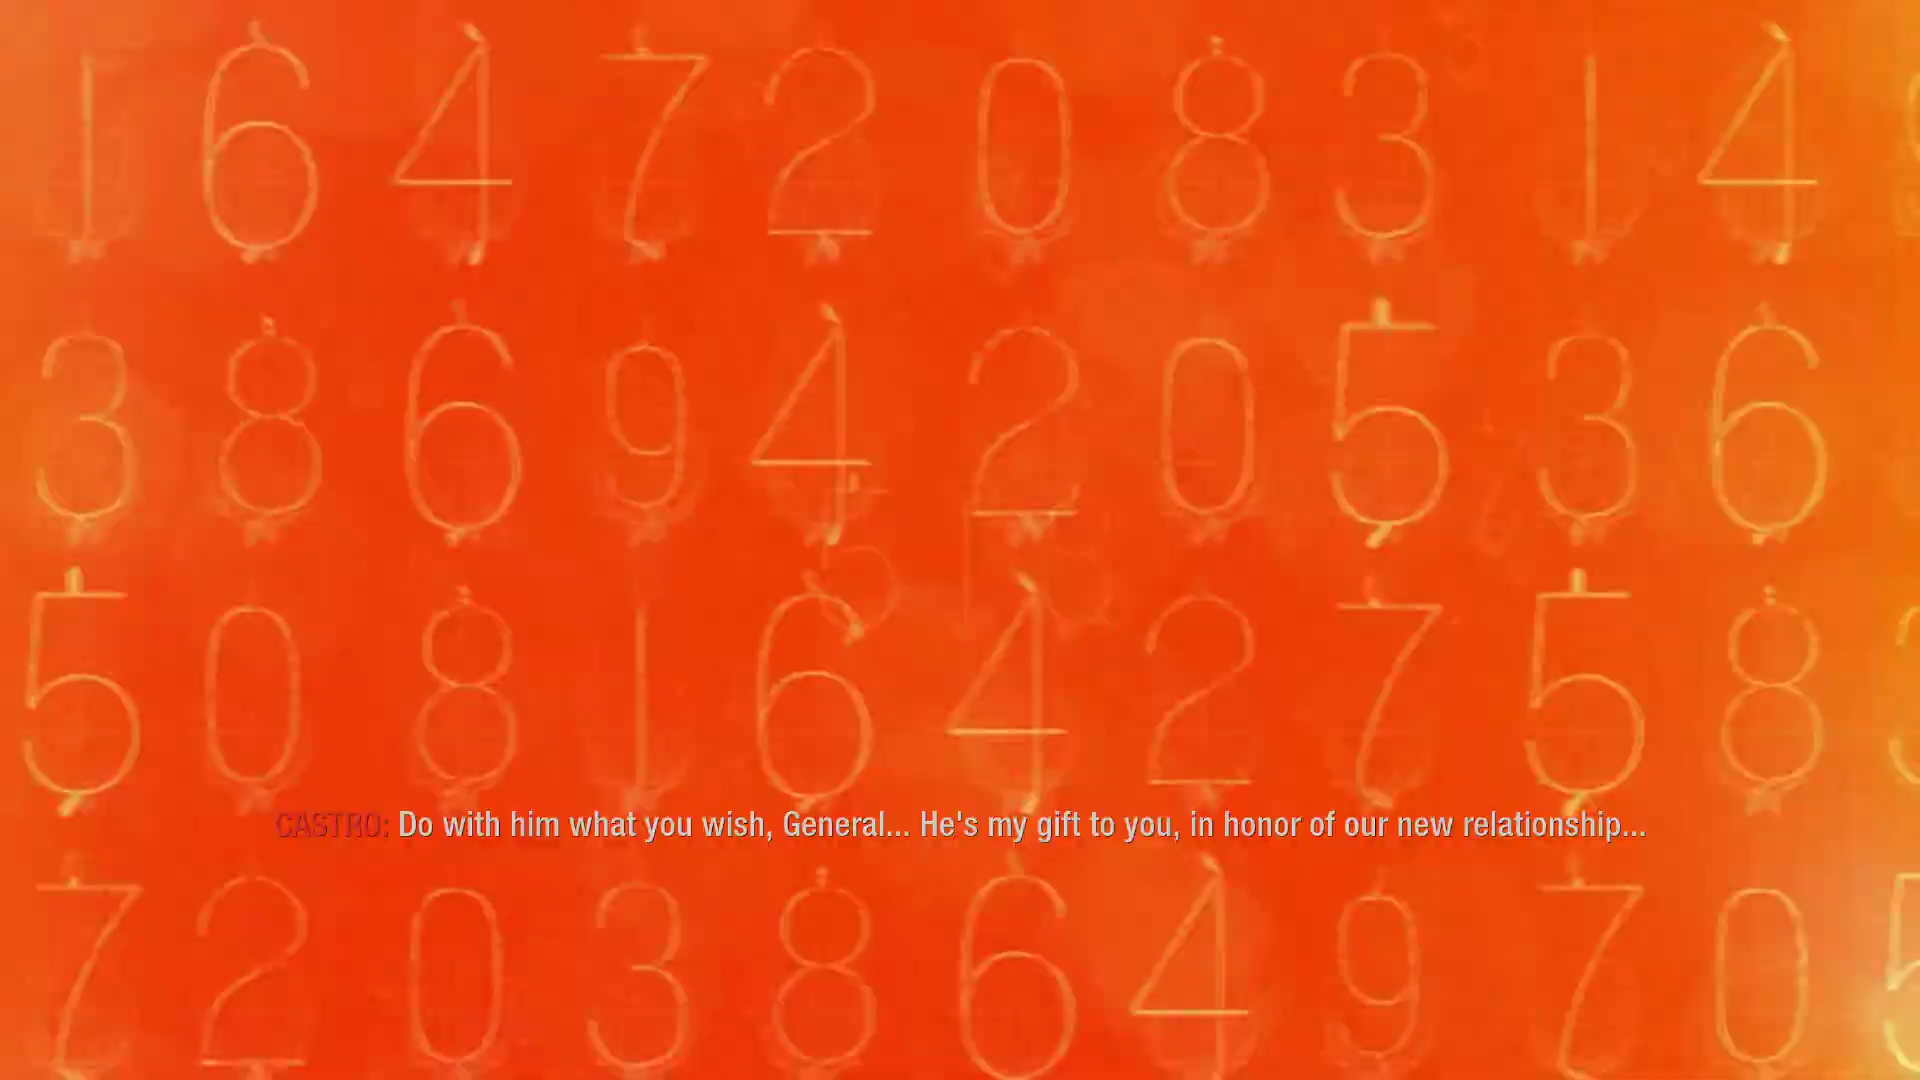 1 6 4 7 2 0 8 3 1 4
3 8 6 9 4 2 0 5 3 6
5 0 8 1 6 4 2 7 5 8
CASTRO: Do with him what you wish, General... He's my gift to you, in honor of our new relationship...
7 2 0 3 8 6 4 9 7 0 5